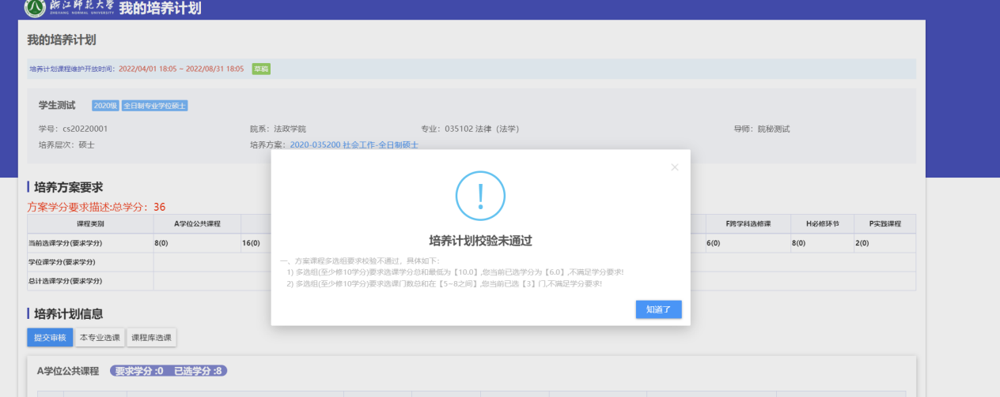 浙江师范大学 我的培养计划
ZHEJIANG NORMAL UNIVERSITY
我的培养计划
培养计划课程维护开放时间：2022/04/01 18:05 ~ 2022/08/31 18:05 草稿
学生测试 2020级 全日制专业学位硕士
学号：cs20220001 院系：法政学院 专业：035102 法律（法学） 导师：院秘测试
培养层次：硕士 培养方案：2020-035200 社会工作-全日制硕士
×
培养方案要求
方案学分要求描述:总学分：36
课程类别 A学位公共课程 F跨学科选修课 H必修环节 P实践课程
当前选课学分(要求学分) 8(0) 16(0) 6(0) 8(0) 2(0)
学位课学分(要求学分)
总计选课学分(要求学分)
!
培养计划校验未通过
一、方案课程多选组要求校验不通过，具体如下：
1) 多选组(至少修10学分)要求选课学分总和最低为【10.0】,您当前已选学分为【6.0】,不满足学分要求!
2) 多选组(至少修10学分)要求选课门数总和在【5~8之间】,您当前已选【3】门,不满足学分要求!
知道了
培养计划信息
提交审核 本专业选课 课程库选课
A学位公共课程 要求学分 :0 已选学分 :8